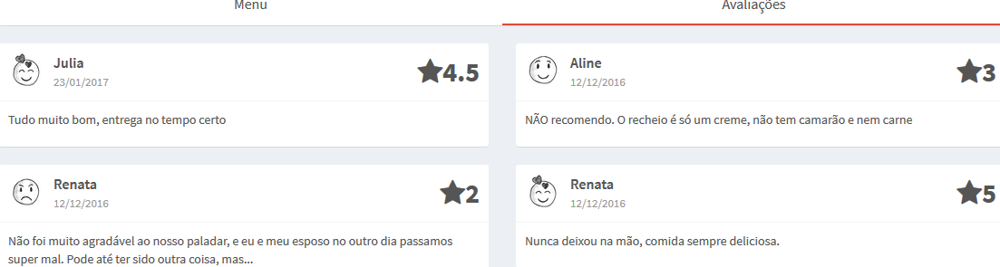 Menu
Avaliações
Julia
4.5
23/01/2017
Tudo muito bom, entrega no tempo certo
Aline
3
12/12/2016
NÃO recomendo. O recheio é só um creme, não tem camarão e nem carne
Renata
2
12/12/2016
Não foi muito agradável ao nosso paladar, e eu e meu esposo no outro dia passamos
super mal. Pode até ter sido outra coisa, mas...
Renata
5
12/12/2016
Nunca deixou na mão, comida sempre deliciosa.